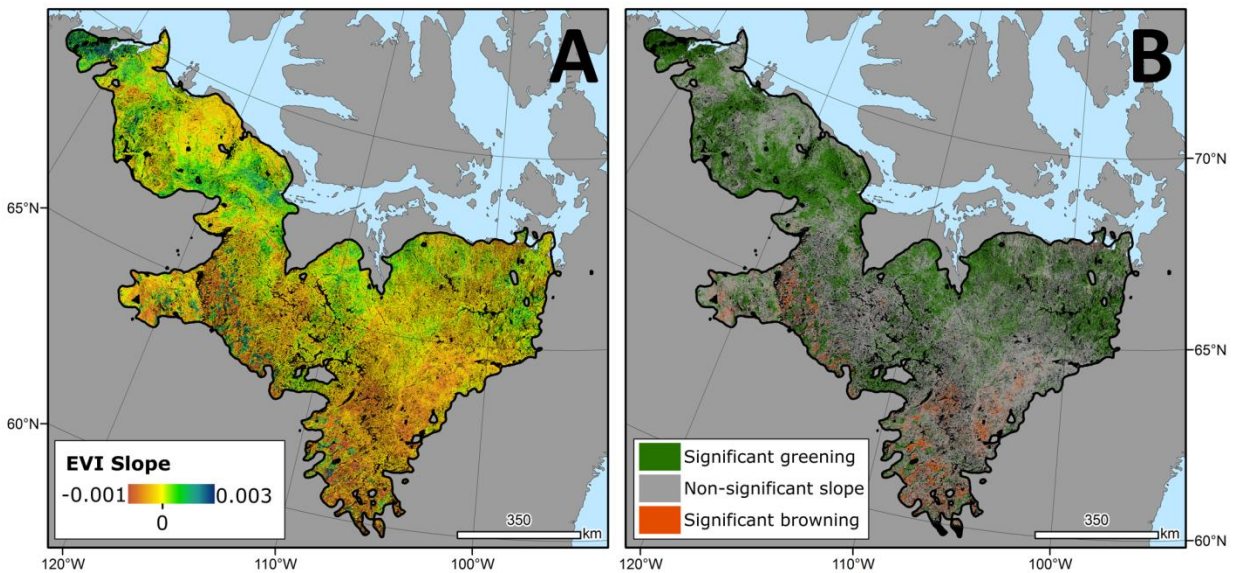 A
B
70°N
65°N
65°N
60°N
EVI Slope
-0.001
0.003
0
350
km
Significant greening
Non-significant slope
Significant browning
350
km
60°N
120°W
110°W
100°W
120°W
110°W
100°W